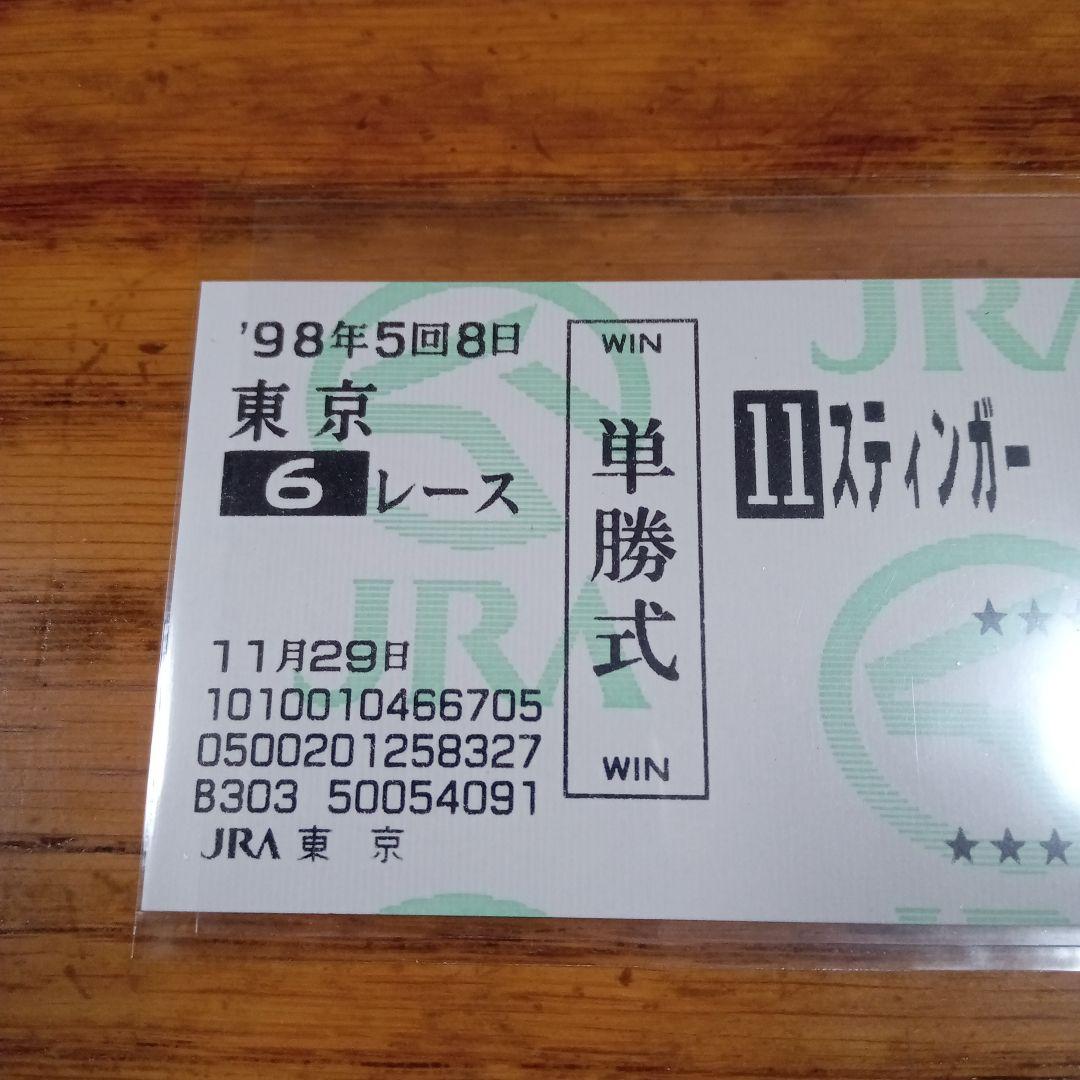 '98年5回8日
東京
6レース
11月29日
1010010466705
0500201258327
B303 50054091
JRA 東京
WIN
単勝式
WIN
11スティンガー
★★
★★★
JRA
JRA